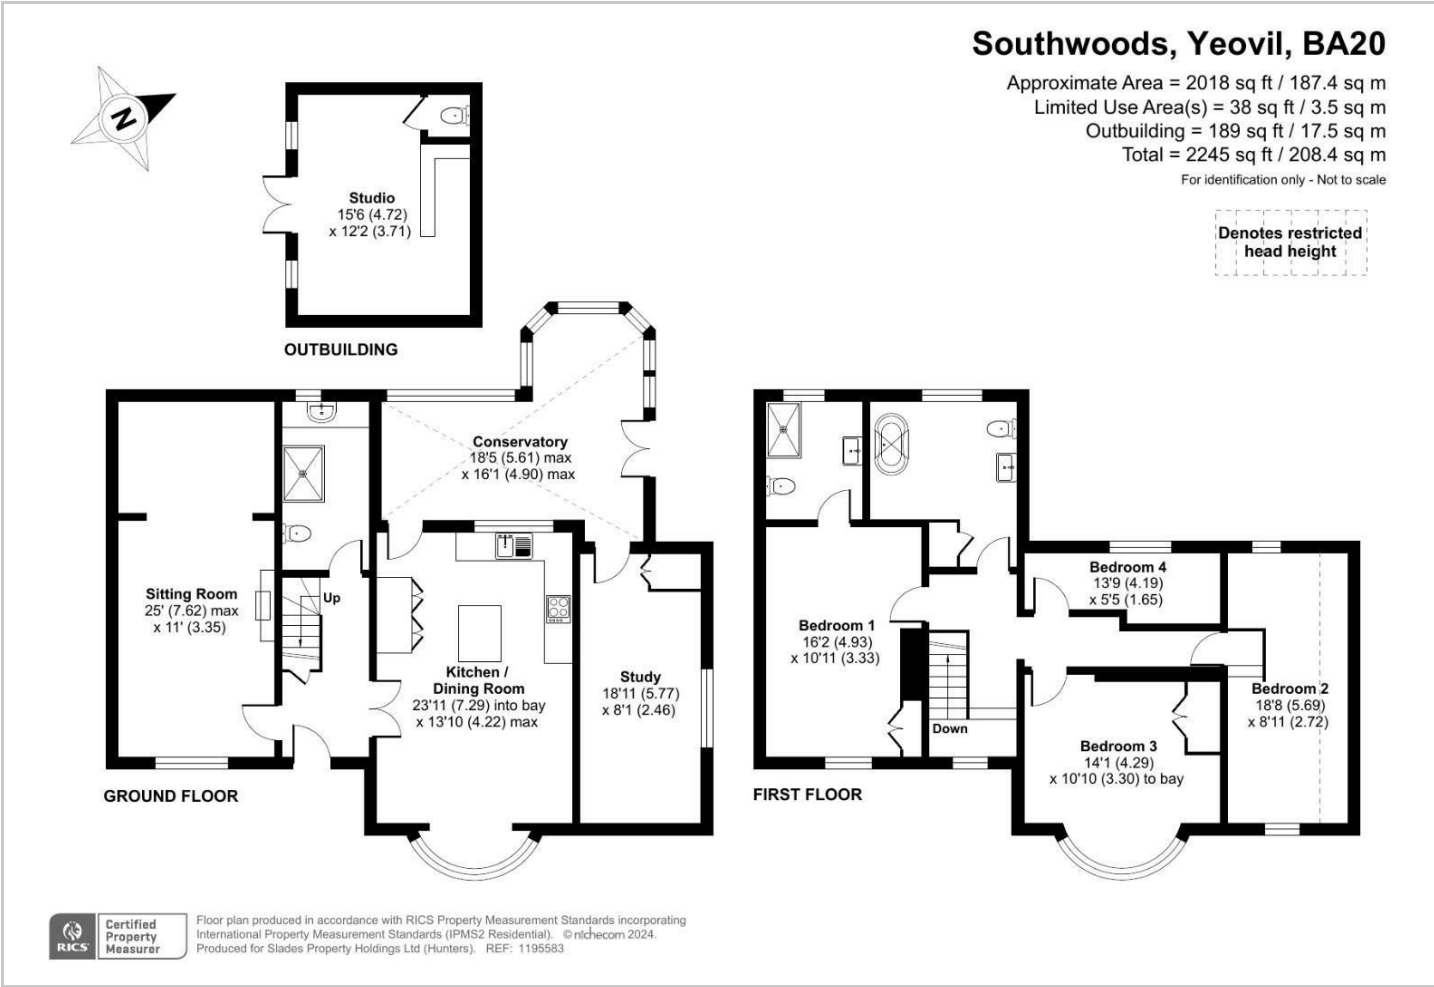 Southwoods, Yeovil, BA20
Approximate Area = 2018 sq ft / 187.4 sq m
Limited Use Area(s) = 38 sq ft / 3.5 sq m
Outbuilding = 189 sq ft / 17.5 sq m
Total = 2245 sq ft / 208.4 sq m
For identification only - Not to scale
Denotes restricted
head height
N
Studio
15'6 (4.72)
x 12'2 (3.71)
OUTBUILDING
Conservatory
18'5 (5.61) max
x 16'1 (4.90) max
Sitting Room
25' (7.62) max
x 11' (3.35)
Up
Kitchen /
Dining Room
23'11 (7.29) into bay
x 13'10 (4.22) max
Study
18'11 (5.77)
x 8'1 (2.46)
GROUND FLOOR
Bedroom 4
13'9 (4.19)
x 5'5 (1.65)
Bedroom 1
16'2 (4.93)
x 10'11 (3.33)
Bedroom 2
18'8 (5.69)
x 8'11 (2.72)
Down
Bedroom 3
14'1 (4.29)
x 10'10 (3.30) to bay
FIRST FLOOR
RICS
Certified
Property
Measurer
Floor plan produced in accordance with RICS Property Measurement Standards incorporating
International Property Measurement Standards (IPMS2 Residential). © nichecom 2024.
Produced for Slades Property Holdings Ltd (Hunters). REF: 1195583